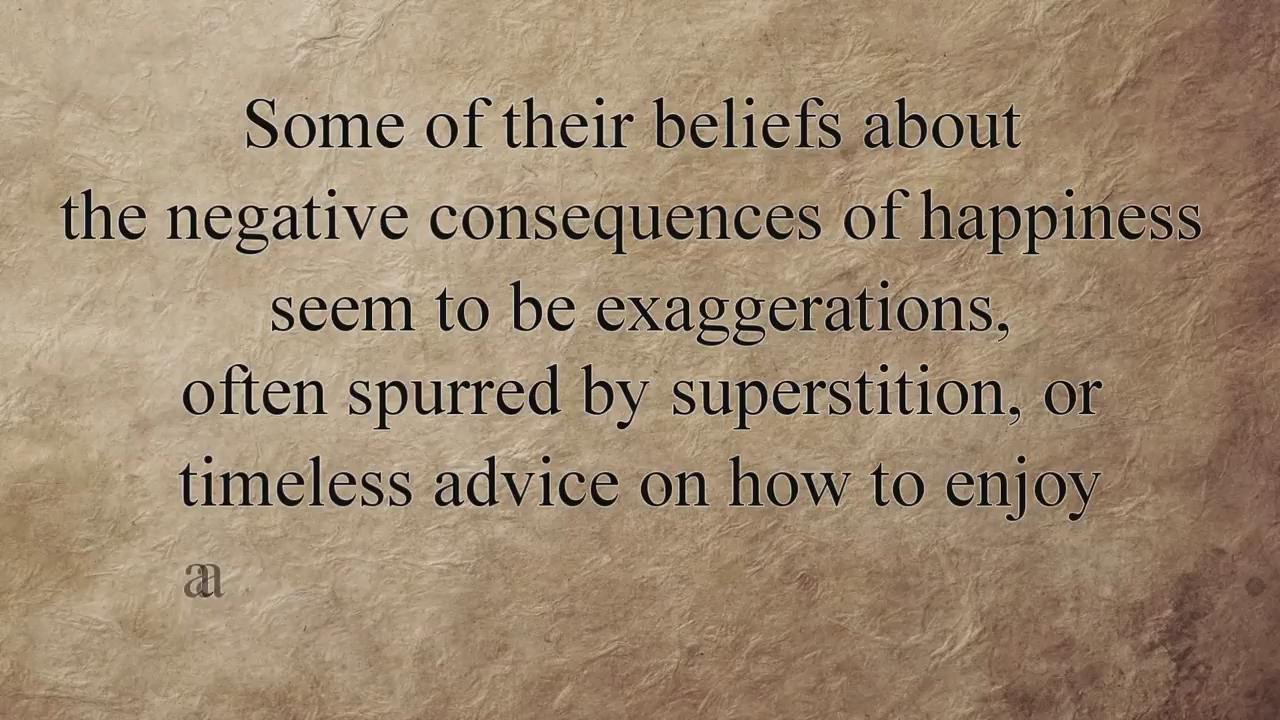 Some of their beliefs about
the negative consequences of happiness
seem to be exaggerations,
often spurred by superstition, or
timeless advice on how to enjoy
a